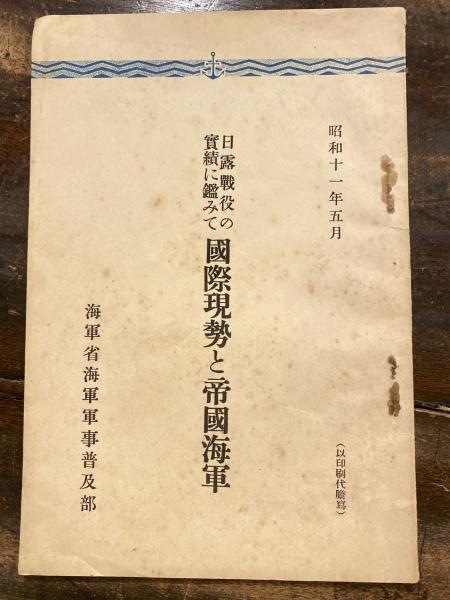 昭和十一年五月
(以印刷代謄寫)
日露戰役の
實績に鑑みて
國際現勢と帝國海軍
海軍省海軍軍事普及部